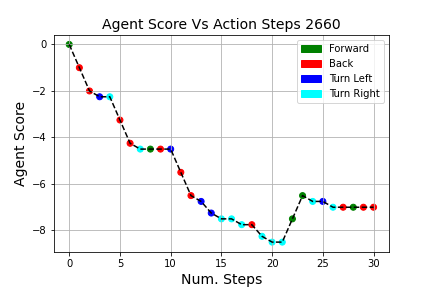 Agent Score Vs Action Steps 2660
Forward
Back
Turn Left
Turn Right
Agent Score
0
−2
−4
−6
−8
0 5 10 15 20 25 30
Num. Steps